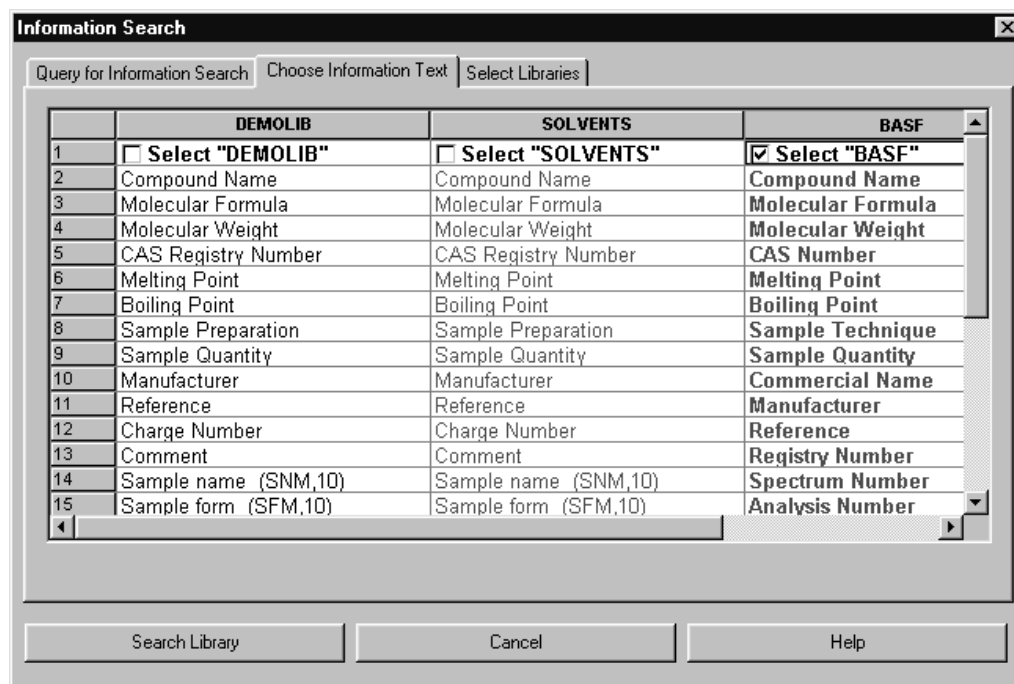 Information Search
Query for Information Search Choose Information Text Select Libraries
DEMOLIB SOLVENTS BASF
1 Select "DEMOLIB" Select "SOLVENTS" Select "BASF"
2 Compound Name Compound Name Compound Name
3 Molecular Formula Molecular Formula Molecular Formula
4 Molecular Weight Molecular Weight Molecular Weight
5 CAS Registry Number CAS Registry Number CAS Number
6 Melting Point Melting Point Melting Point
7 Boiling Point Boiling Point Boiling Point
8 Sample Preparation Sample Preparation Sample Technique
9 Sample Quantity Sample Quantity Sample Quantity
10 Manufacturer Manufacturer Commercial Name
11 Reference Reference Manufacturer
12 Charge Number Charge Number Reference
13 Comment Comment Registry Number
14 Sample name (SNM,10) Sample name (SNM,10) Spectrum Number
15 Sample form (SFM,10) Sample form (SFM,10) Analysis Number
Search Library Cancel Help